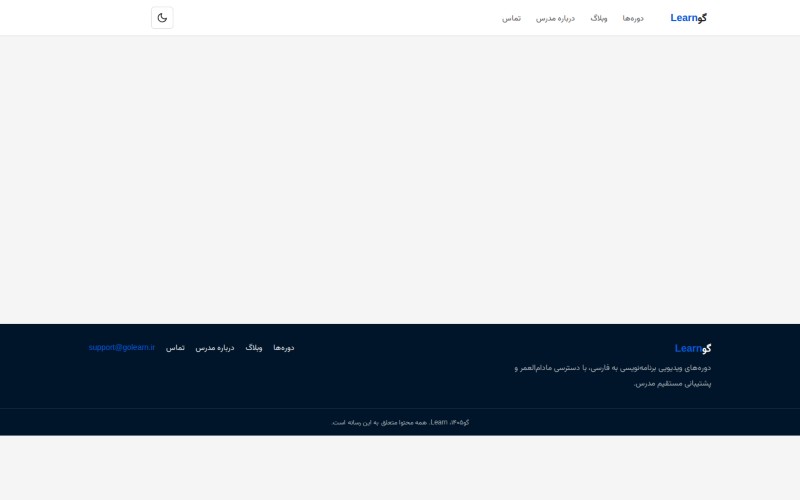 گوLearn
دوره‌ها
وبلاگ
درباره مدرس
تماس
گوLearn
دوره‌های ویدیویی برنامه‌نویسی به فارسی، با دسترسی مادام‌العمر و
پشتیبانی مستقیم مدرس.
دوره‌ها
وبلاگ
درباره مدرس
تماس
support@golearn.ir
گو۱۴۰۵، Learn. همه محتوا متعلق به این رسانه است.